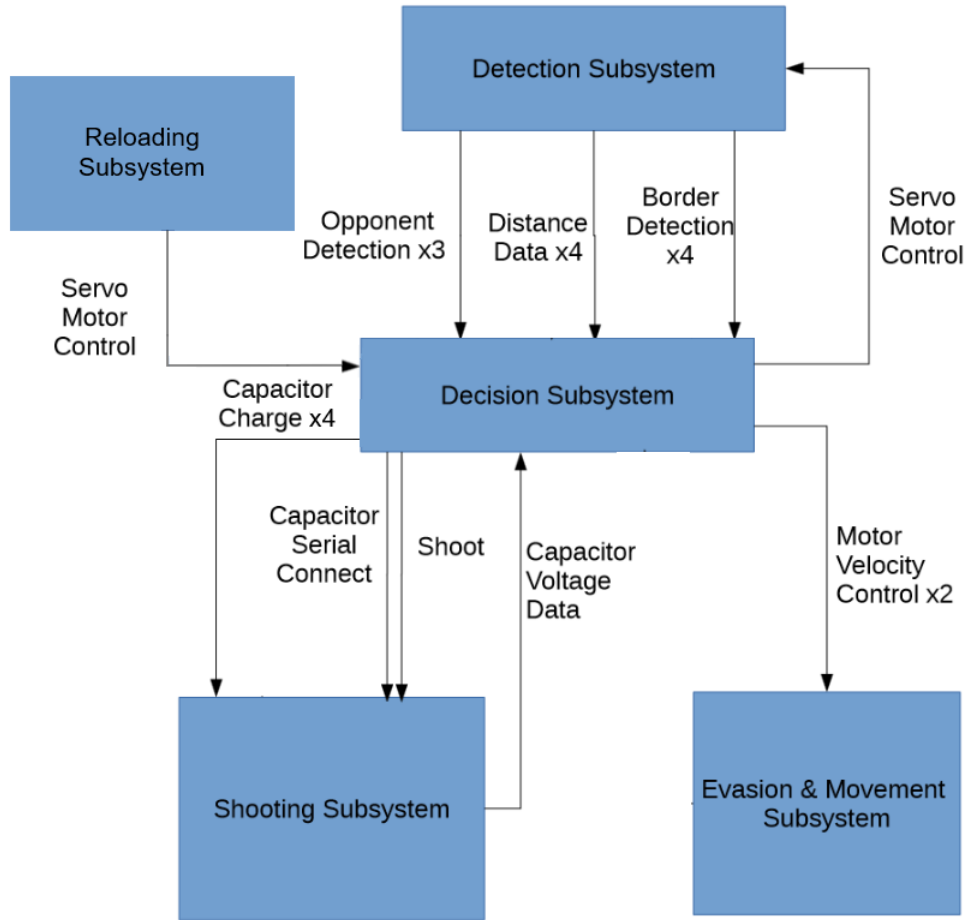 Detection Subsystem
Reloading
Subsystem
Opponent
Detection x3
Distance
Data x4
Border
Detection
x4
Servo
Motor
Control
Servo
Motor
Control
Decision Subsystem
Capacitor
Charge x4
Capacitor
Serial
Connect
Shoot
Capacitor
Voltage
Data
Motor
Velocity
Control x2
Shooting Subsystem
Evasion & Movement
Subsystem